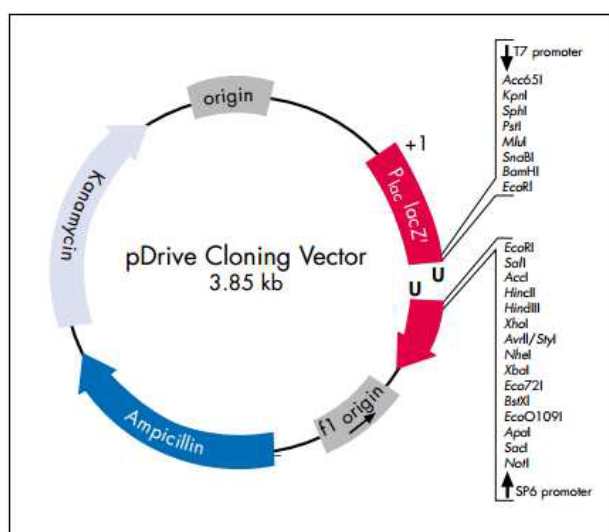 origin
+1
Plac lacZ'
Kanamycin
pDrive Cloning Vector
3.85 kb
U
U
f1 origin
Ampicillin
T7 promoter
Acc65I
KpnI
SphI
PstI
MluI
SnaBI
BamHI
EcoRI
EcoRI
SalI
AccI
HincII
HindIII
XhoI
AvrII/StyI
NheI
XbaI
Eco72I
BstXI
EcoO109I
ApaI
SacI
NotI
SP6 promoter